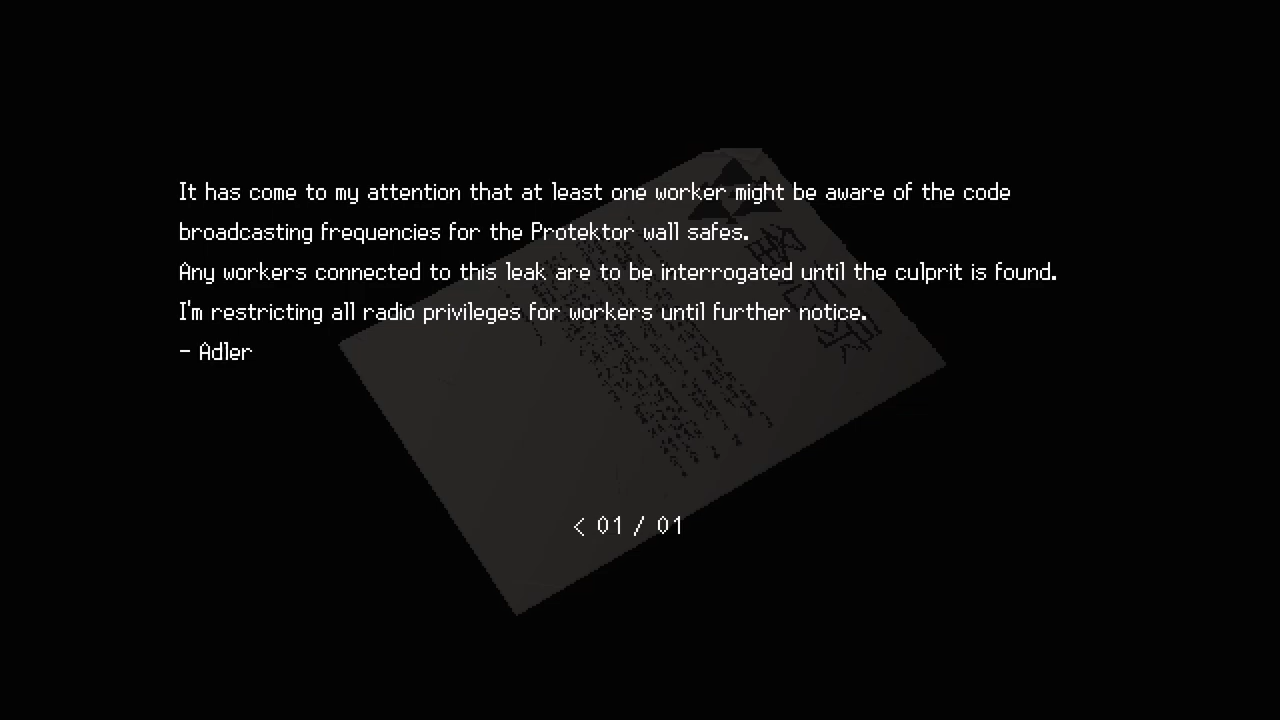 It has come to my attention that at least one worker might be aware of the code
broadcasting frequencies for the Protektor wall safes.
Any workers connected to this leak are to be interrogated until the culprit is found.
I'm restricting all radio privileges for workers until further notice.
- Adler
< 01 / 01